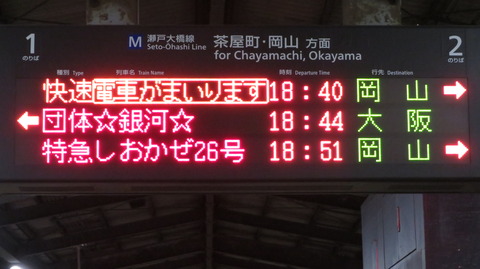 1 のりば M 瀬戸大橋線 Seto-Ōhashi Line 茶屋町・岡山 方面 for Chayamachi, Okayama 2 のりば
種別 Type 列車名 Train Name 時刻 Departure Time 行先 Destination
快速 電車がまいります 18:40 岡山 →
← 団体☆銀河☆ 18:44 大阪
特急しおかぜ26号 18:51 岡山 →